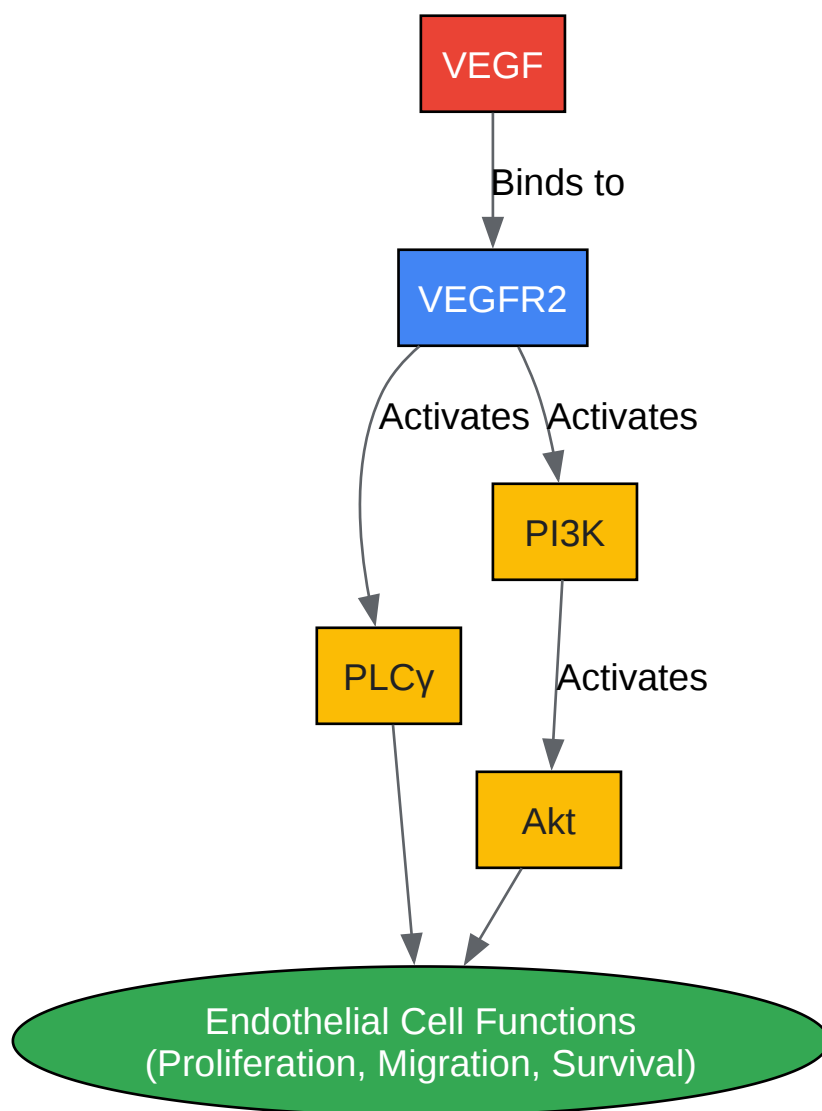 VEGF
Binds to
VEGFR2
Activates
Activates
PI3K
PLCγ
Activates
Akt
Endothelial Cell Functions
(Proliferation, Migration, Survival)